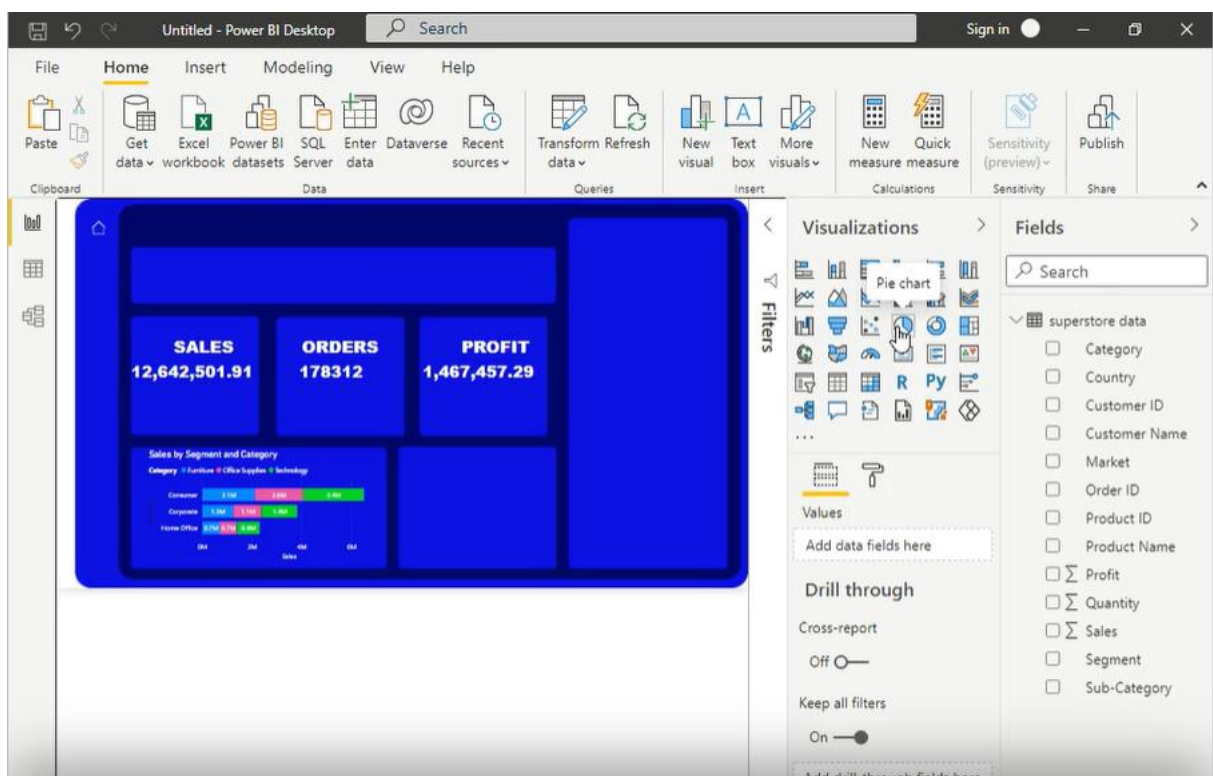 Untitled - Power BI Desktop
Search
Sign in
File Home Insert Modeling View Help
Paste
Get data
Excel workbook
Power BI datasets
SQL Server
Enter data
Dataverse
Recent sources
Transform data
Refresh
New visual
Text box
More visuals
New measure
Quick measure
Sensitivity (preview)
Publish
Clipboard
Data
Queries
Insert
Calculations
Sensitivity
Share
SALES
12,642,501.91
ORDERS
178312
PROFIT
1,467,457.29
Sales by Segment and Category
Category Furniture Office Supplies Technology
Consumer
Corporate
Home Office
0M 2M 4M 6M
Sales
Filters
Visualizations
Pie chart
R Py
...
Values
Add data fields here
Drill through
Cross-report
Off
Keep all filters
On
Add drill-through fields here
Fields
Search
superstore data
Category
Country
Customer ID
Customer Name
Market
Order ID
Product ID
Product Name
Σ Profit
Σ Quantity
Σ Sales
Segment
Sub-Category